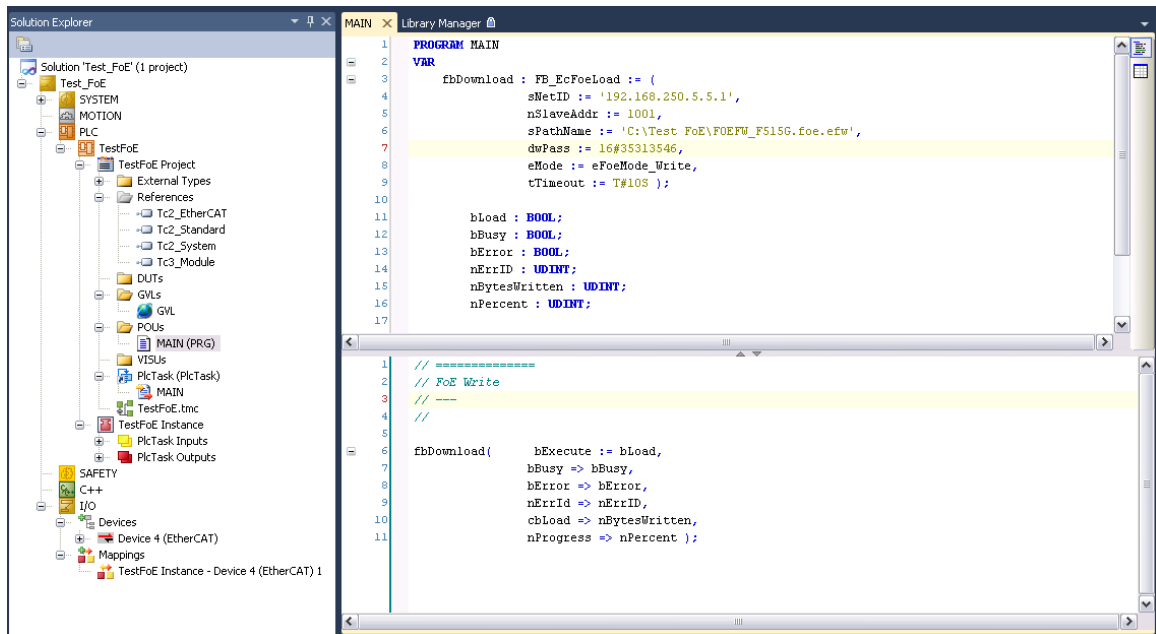 Solution Explorer
Solution 'Test_FoE' (1 project)
Test_FoE
SYSTEM
MOTION
PLC
TestFoE
TestFoE Project
External Types
References
Tc2_EtherCAT
Tc2_Standard
Tc2_System
Tc3_Module
DUTs
GVLs
GVL
POUs
MAIN (PRG)
VISUs
PlcTask (PlcTask)
MAIN
TestFoE.tmc
TestFoE Instance
PlcTask Inputs
PlcTask Outputs
SAFETY
C++
I/O
Devices
Device 4 (EtherCAT)
Mappings
TestFoE Instance - Device 4 (EtherCAT) 1
MAIN Library Manager
1 PROGRAM MAIN
2 VAR
3 fbDownload : FB_EcFoeLoad := (
4 sNetID := '192.168.250.5.5.1',
5 nSlaveAddr := 1001,
6 sPathName := 'C:\Test FoE\FOEFW_F515G.foe.efw',
7 dwPass := 16#35313546,
8 eMode := eFoeMode_Write,
9 tTimeout := T#10S );
10
11 bLoad : BOOL;
12 bBusy : BOOL;
13 bError : BOOL;
14 nErrID : UDINT;
15 nBytesWritten : UDINT;
16 nPercent : UDINT;
17
1 // ==============
2 // FoE Write
3 // ---
4 //
5
6 fbDownload( bExecute := bLoad,
7 bBusy => bBusy,
8 bError => bError,
9 nErrId => nErrID,
10 cbLoad => nBytesWritten,
11 nProgress => nPercent );